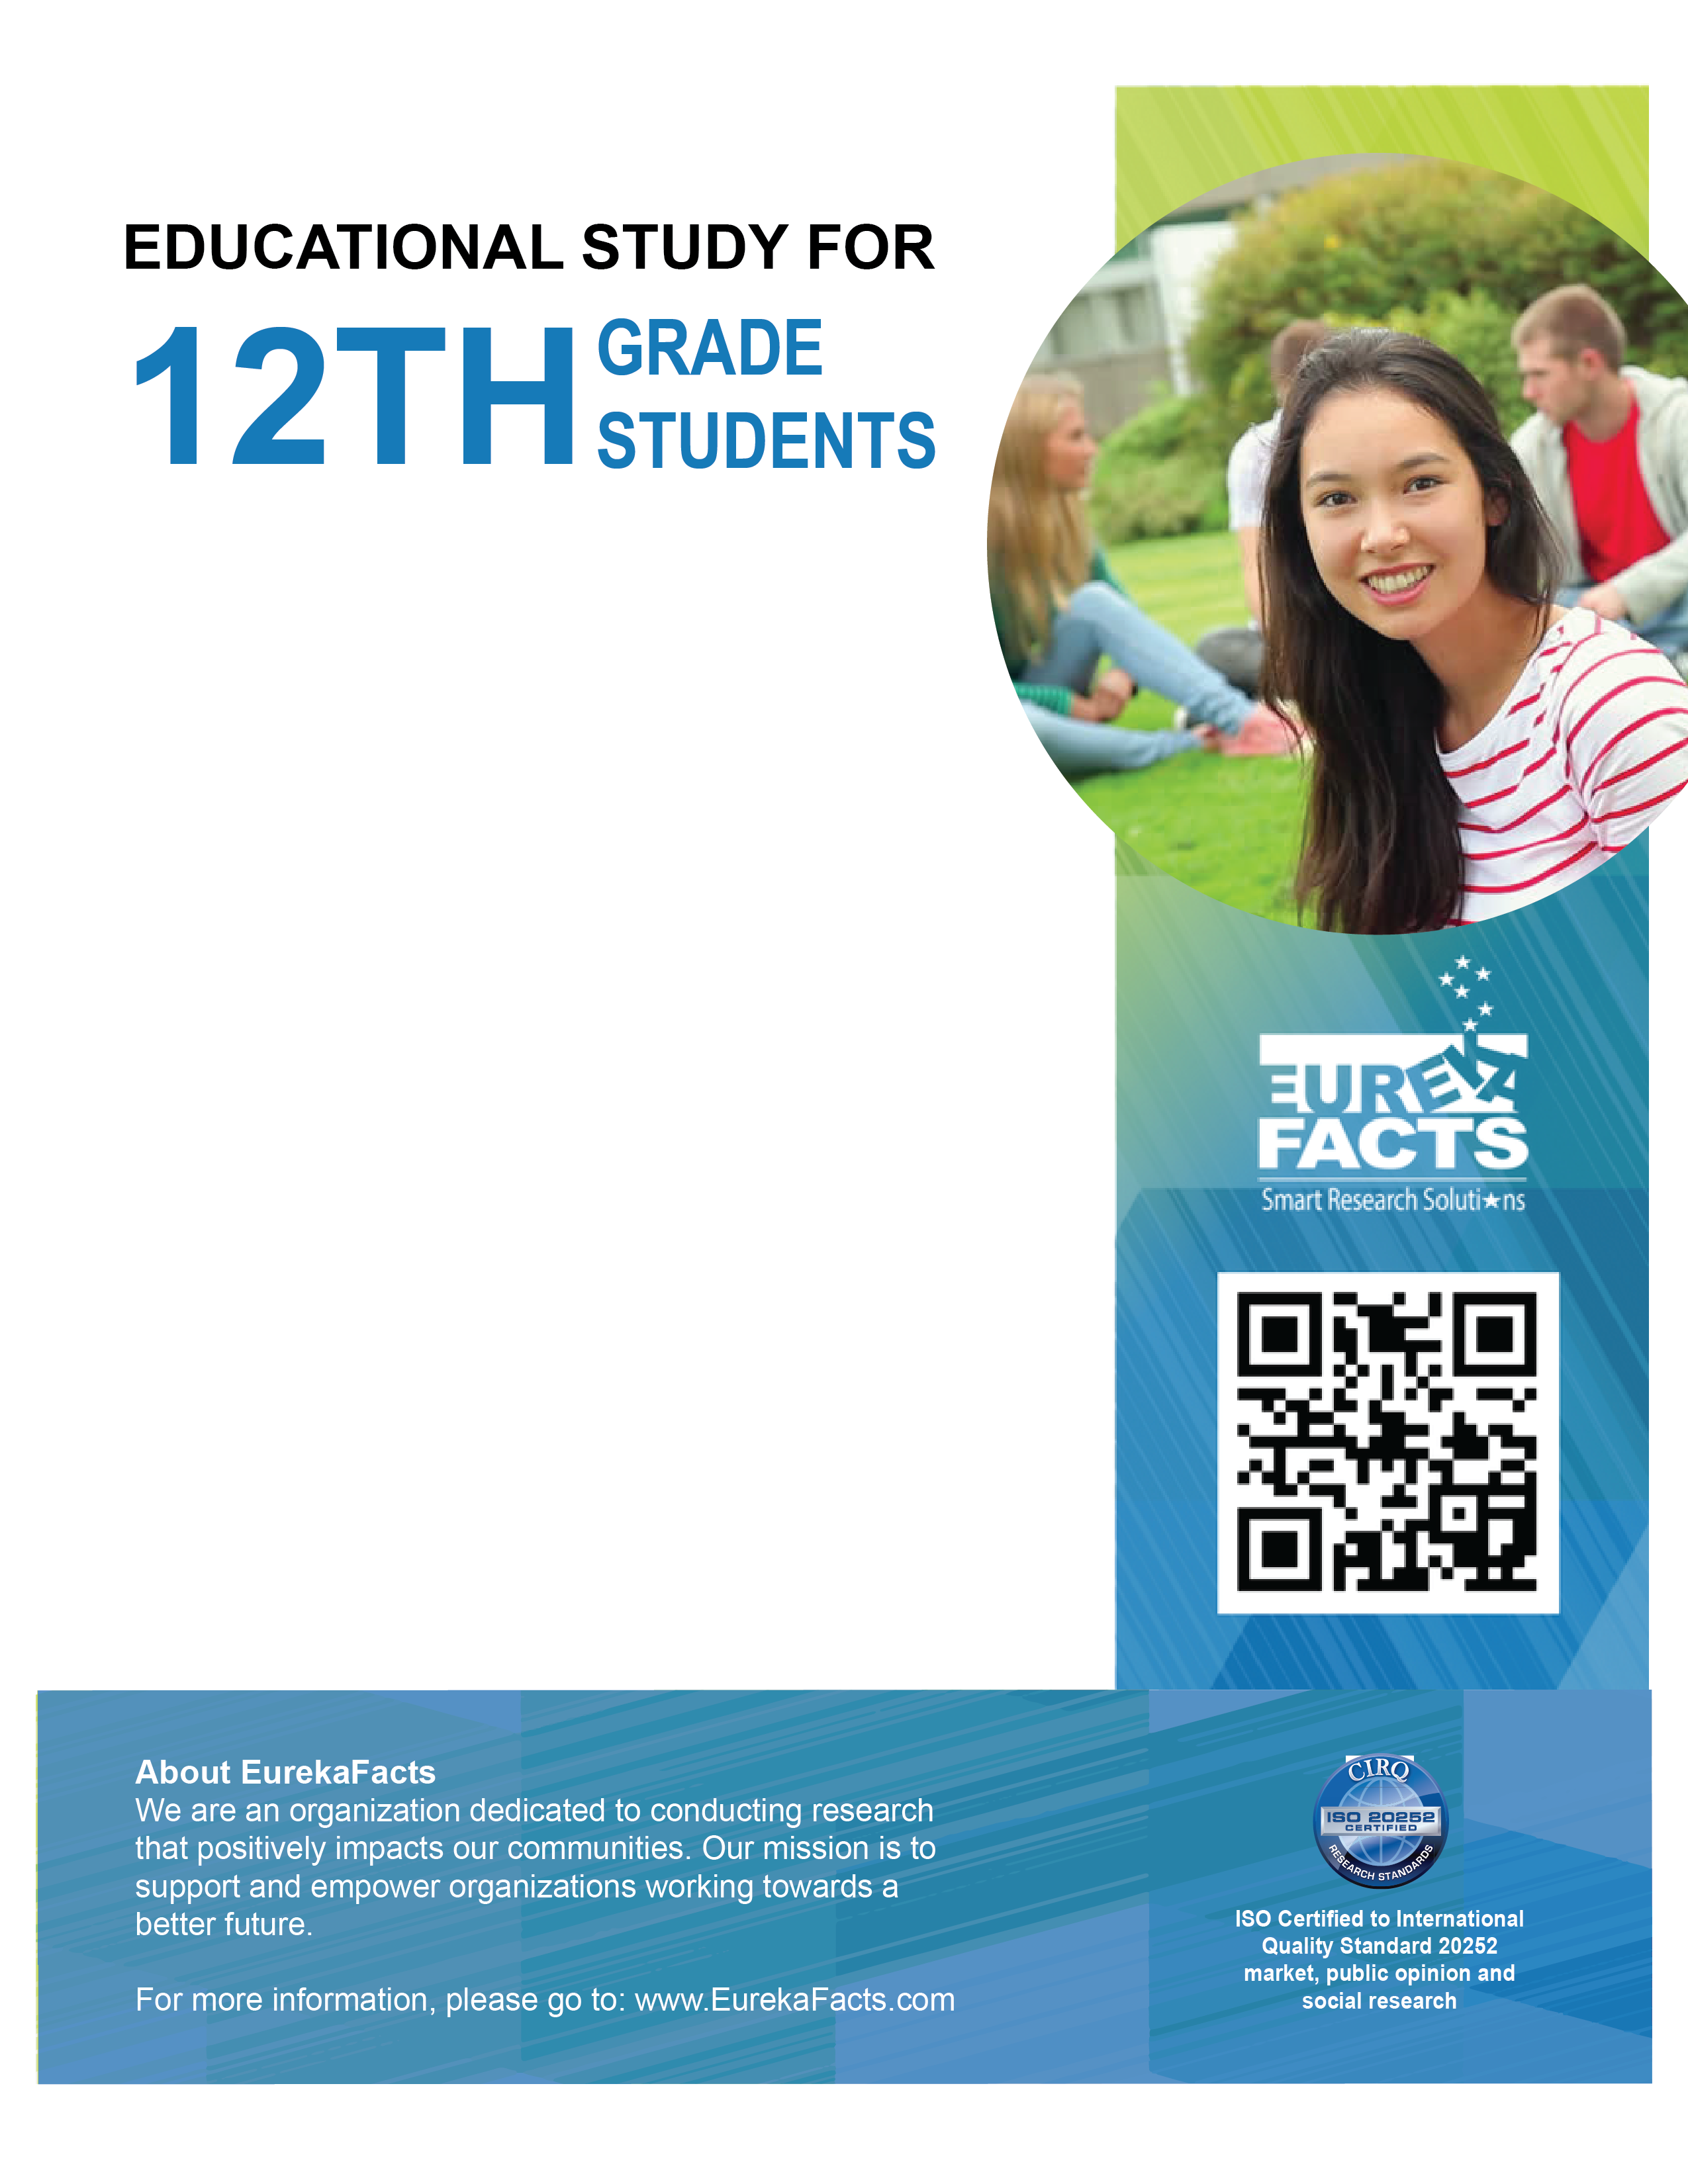 EDUCATIONAL STUDY FOR
12TH GRADE
STUDENTS
EUREKA
FACTS
Smart Research Soluti★ns
About EurekaFacts
We are an organization dedicated to conducting research
that positively impacts our communities. Our mission is to
support and empower organizations working towards a
better future.
For more information, please go to: www.EurekaFacts.com
CIRQ
ISO 20252
CERTIFIED
RESEARCH STANDARDS
ISO Certified to International
Quality Standard 20252
market, public opinion and
social research